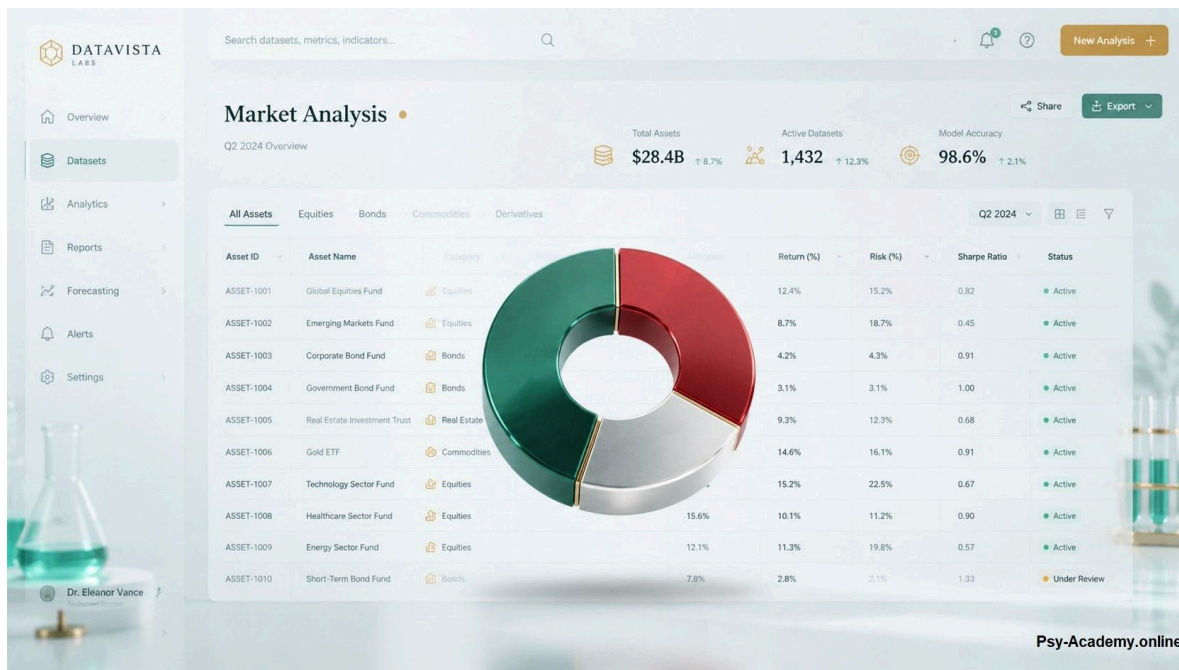 DATAVISTA
LABS
Search datasets, metrics, indicators...
New Analysis
Overview
Datasets
Analytics
Reports
Forecasting
Alerts
Settings
Dr. Eleanor Vance
Market Analysis
Q2 2024 Overview
Share
Export
Total Assets
$28.4B ↑ 8.7%
Active Datasets
1,432 ↑ 12.3%
Model Accuracy
98.6% ↑ 2.1%
All Assets Equities Bonds Commodities Derivatives
Q2 2024
Asset ID Asset Name Category Return (%) Risk (%) Sharpe Ratio Status
ASSET-1001 Global Equities Fund Equities 12.4% 15.2% 0.82 Active
ASSET-1002 Emerging Markets Fund Equities 8.7% 18.7% 0.45 Active
ASSET-1003 Corporate Bond Fund Bonds 4.2% 4.3% 0.91 Active
ASSET-1004 Government Bond Fund Bonds 3.1% 3.1% 1.00 Active
ASSET-1005 Real Estate Investment Trust Real Estate 9.3% 12.3% 0.68 Active
ASSET-1006 Gold ETF Commodities 14.6% 16.1% 0.91 Active
ASSET-1007 Technology Sector Fund Equities 15.2% 22.5% 0.67 Active
ASSET-1008 Healthcare Sector Fund Equities 15.6% 10.1% 11.2% 0.90 Active
ASSET-1009 Energy Sector Fund Equities 12.1% 11.3% 19.8% 0.57 Active
ASSET-1010 Short-Term Bond Fund Bonds 7.8% 2.8% 2.1% 1.33 Under Review
Psy-Academy.online